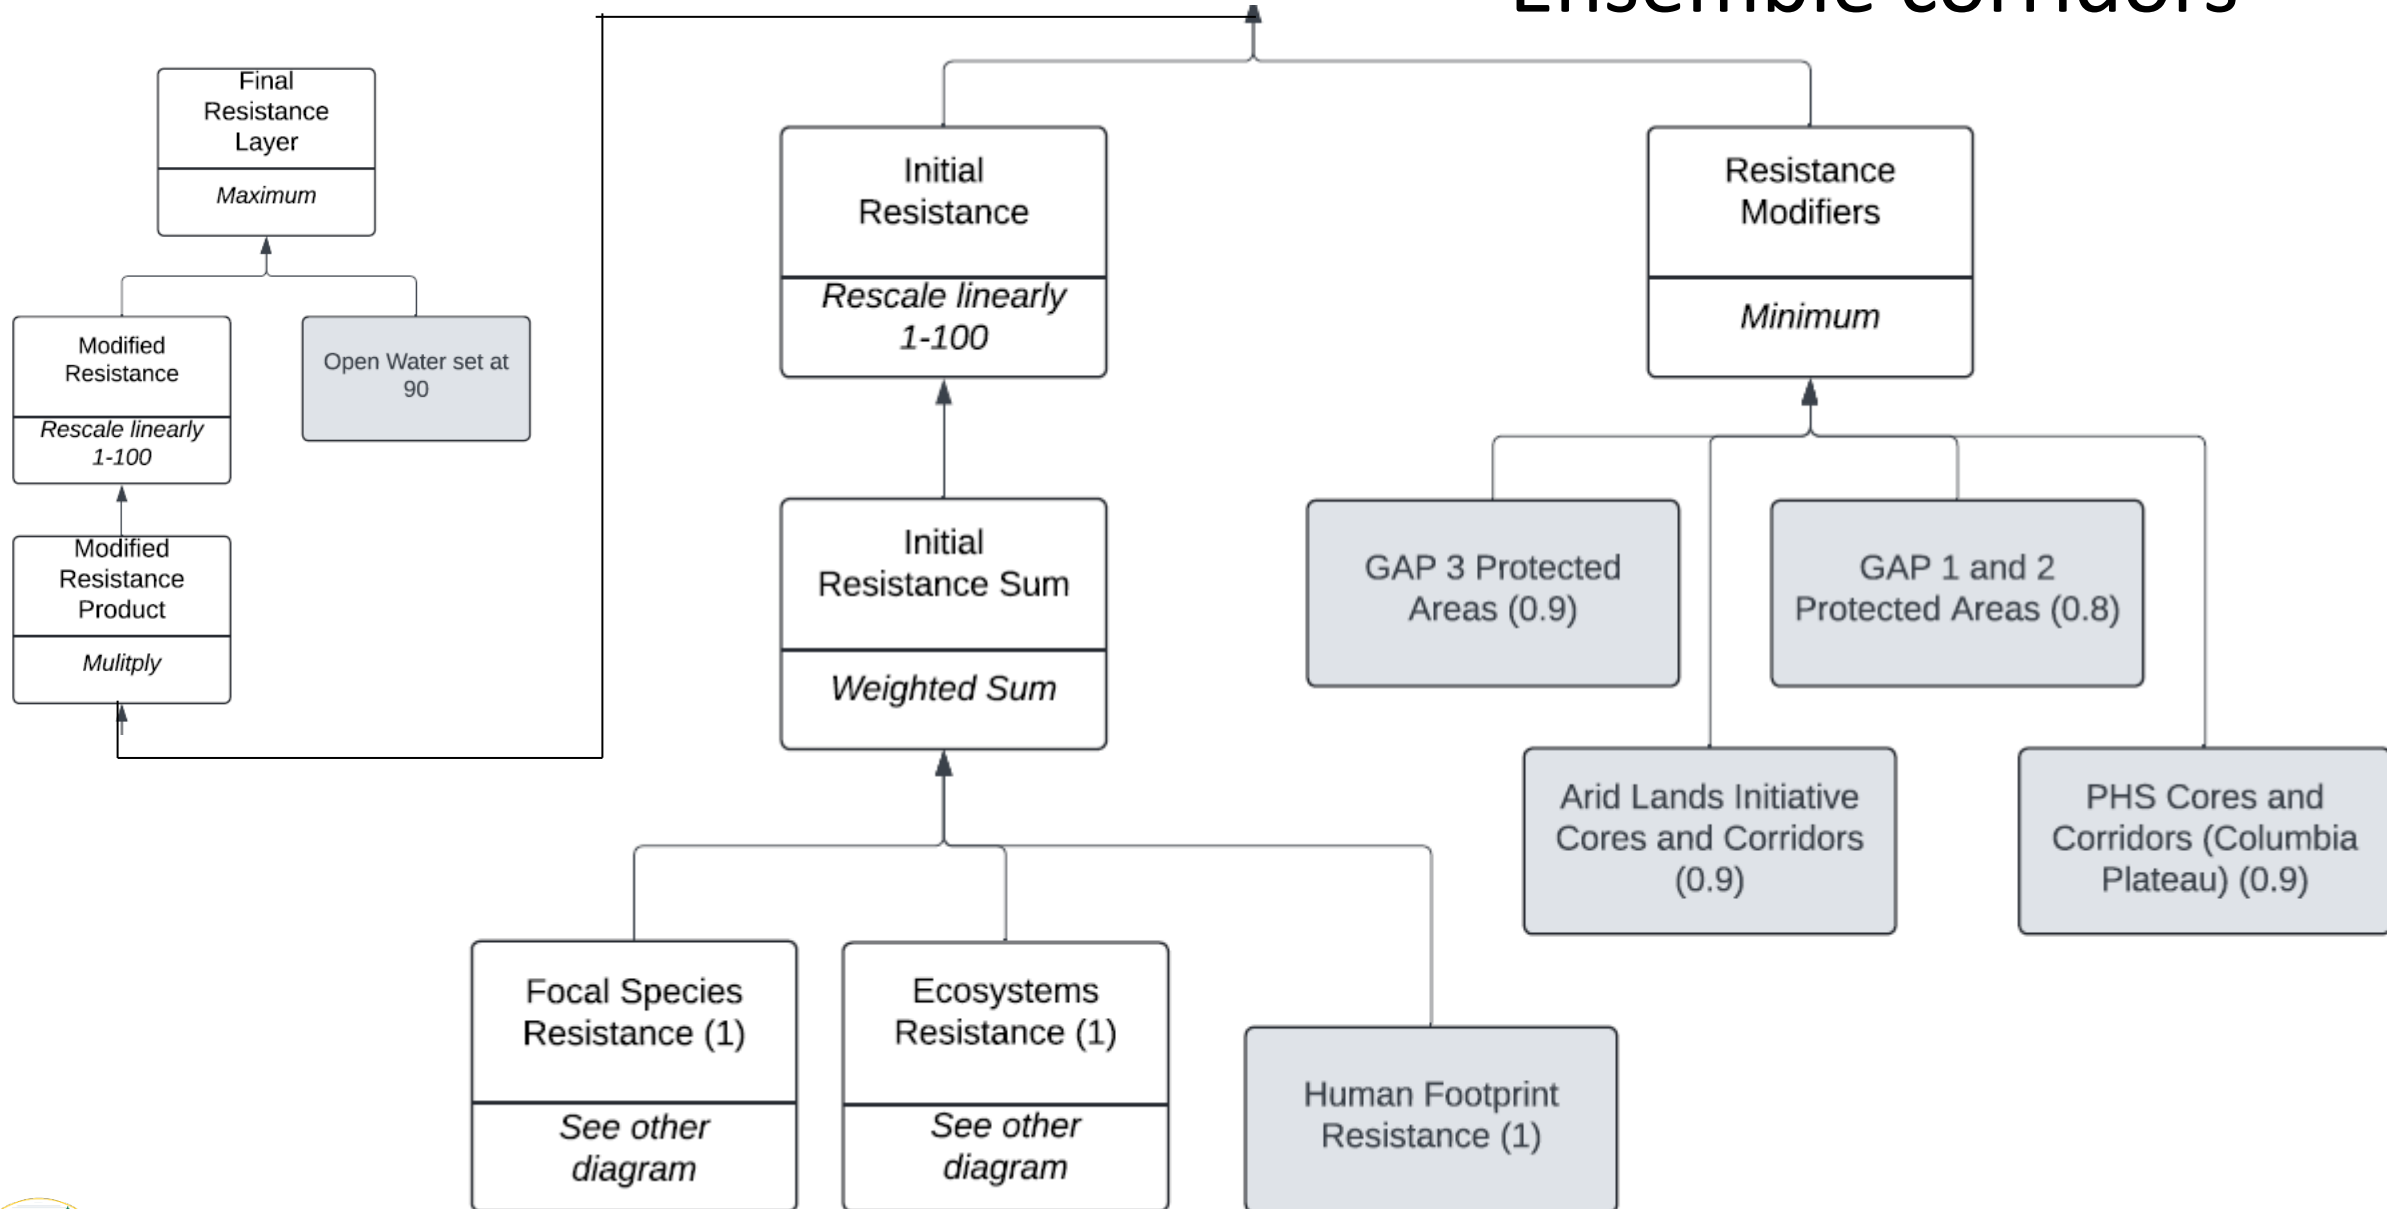 Ensemble corridors
Final
Resistance
Layer
Maximum
Modified
Resistance
Rescale linearly
1-100
Open Water set at
90
Modified
Resistance
Product
Mulitply
Initial
Resistance
Rescale linearly
1-100
Resistance
Modifiers
Minimum
Initial
Resistance Sum
Weighted Sum
GAP 3 Protected
Areas (0.9)
GAP 1 and 2
Protected Areas (0.8)
Arid Lands Initiative
Cores and Corridors
(0.9)
PHS Cores and
Corridors (Columbia
Plateau) (0.9)
Focal Species
Resistance (1)
See other
diagram
Ecosystems
Resistance (1)
See other
diagram
Human Footprint
Resistance (1)